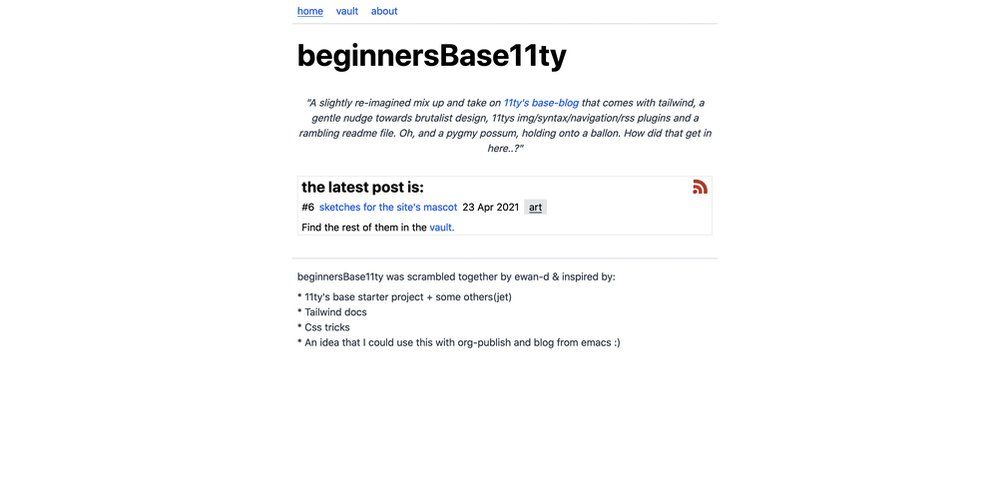 home vault about
beginnersBase11ty
"A slightly re-imagined mix up and take on 11ty's base-blog that comes with tailwind, a
gentle nudge towards brutalist design, 11tys img/syntax/navigation/rss plugins and a
rambling readme file. Oh, and a pygmy possum, holding onto a ballon. How did that get in
here..?"
the latest post is:
#6 sketches for the site's mascot 23 Apr 2021 art
Find the rest of them in the vault.
beginnersBase11ty was scrambled together by ewan-d & inspired by:
* 11ty's base starter project + some others(jet)
* Tailwind docs
* Css tricks
* An idea that I could use this with org-publish and blog from emacs :)